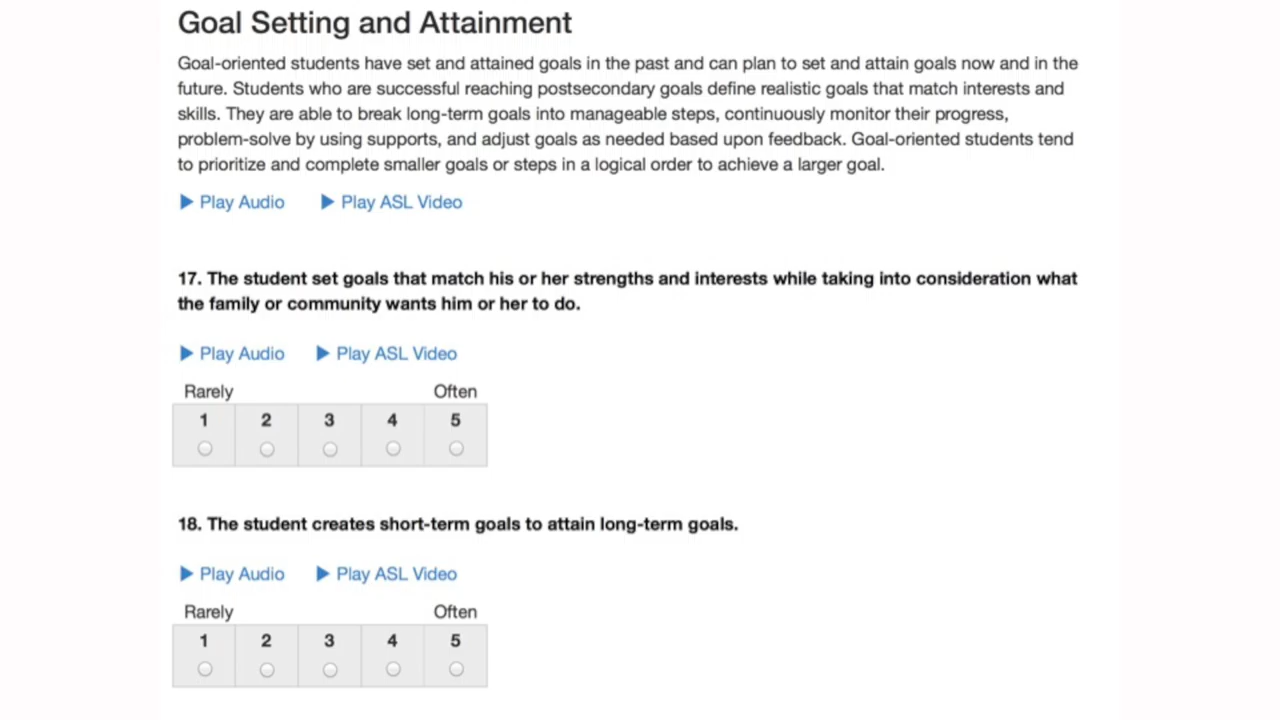 Goal Setting and Attainment
Goal-oriented students have set and attained goals in the past and can plan to set and attain goals now and in the
future. Students who are successful reaching postsecondary goals define realistic goals that match interests and
skills. They are able to break long-term goals into manageable steps, continuously monitor their progress,
problem-solve by using supports, and adjust goals as needed based upon feedback. Goal-oriented students tend
to prioritize and complete smaller goals or steps in a logical order to achieve a larger goal.
Play Audio Play ASL Video
17. The student set goals that match his or her strengths and interests while taking into consideration what
the family or community wants him or her to do.
Play Audio Play ASL Video
Rarely Often
1 2 3 4 5
18. The student creates short-term goals to attain long-term goals.
Play Audio Play ASL Video
Rarely Often
1 2 3 4 5